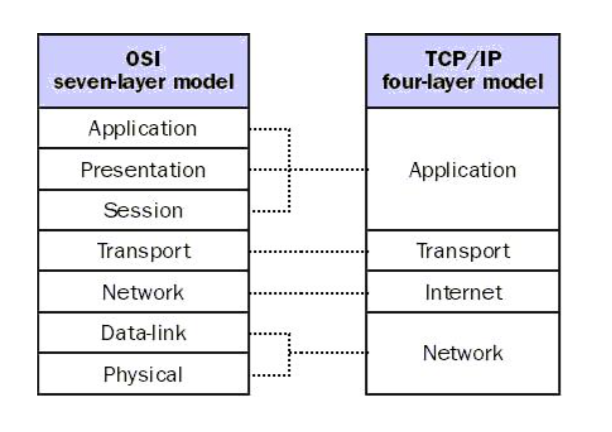 OSI
seven-layer model
Application
Presentation
Session
Transport
Network
Data-link
Physical
TCP/IP
four-layer model
Application
Transport
Internet
Network